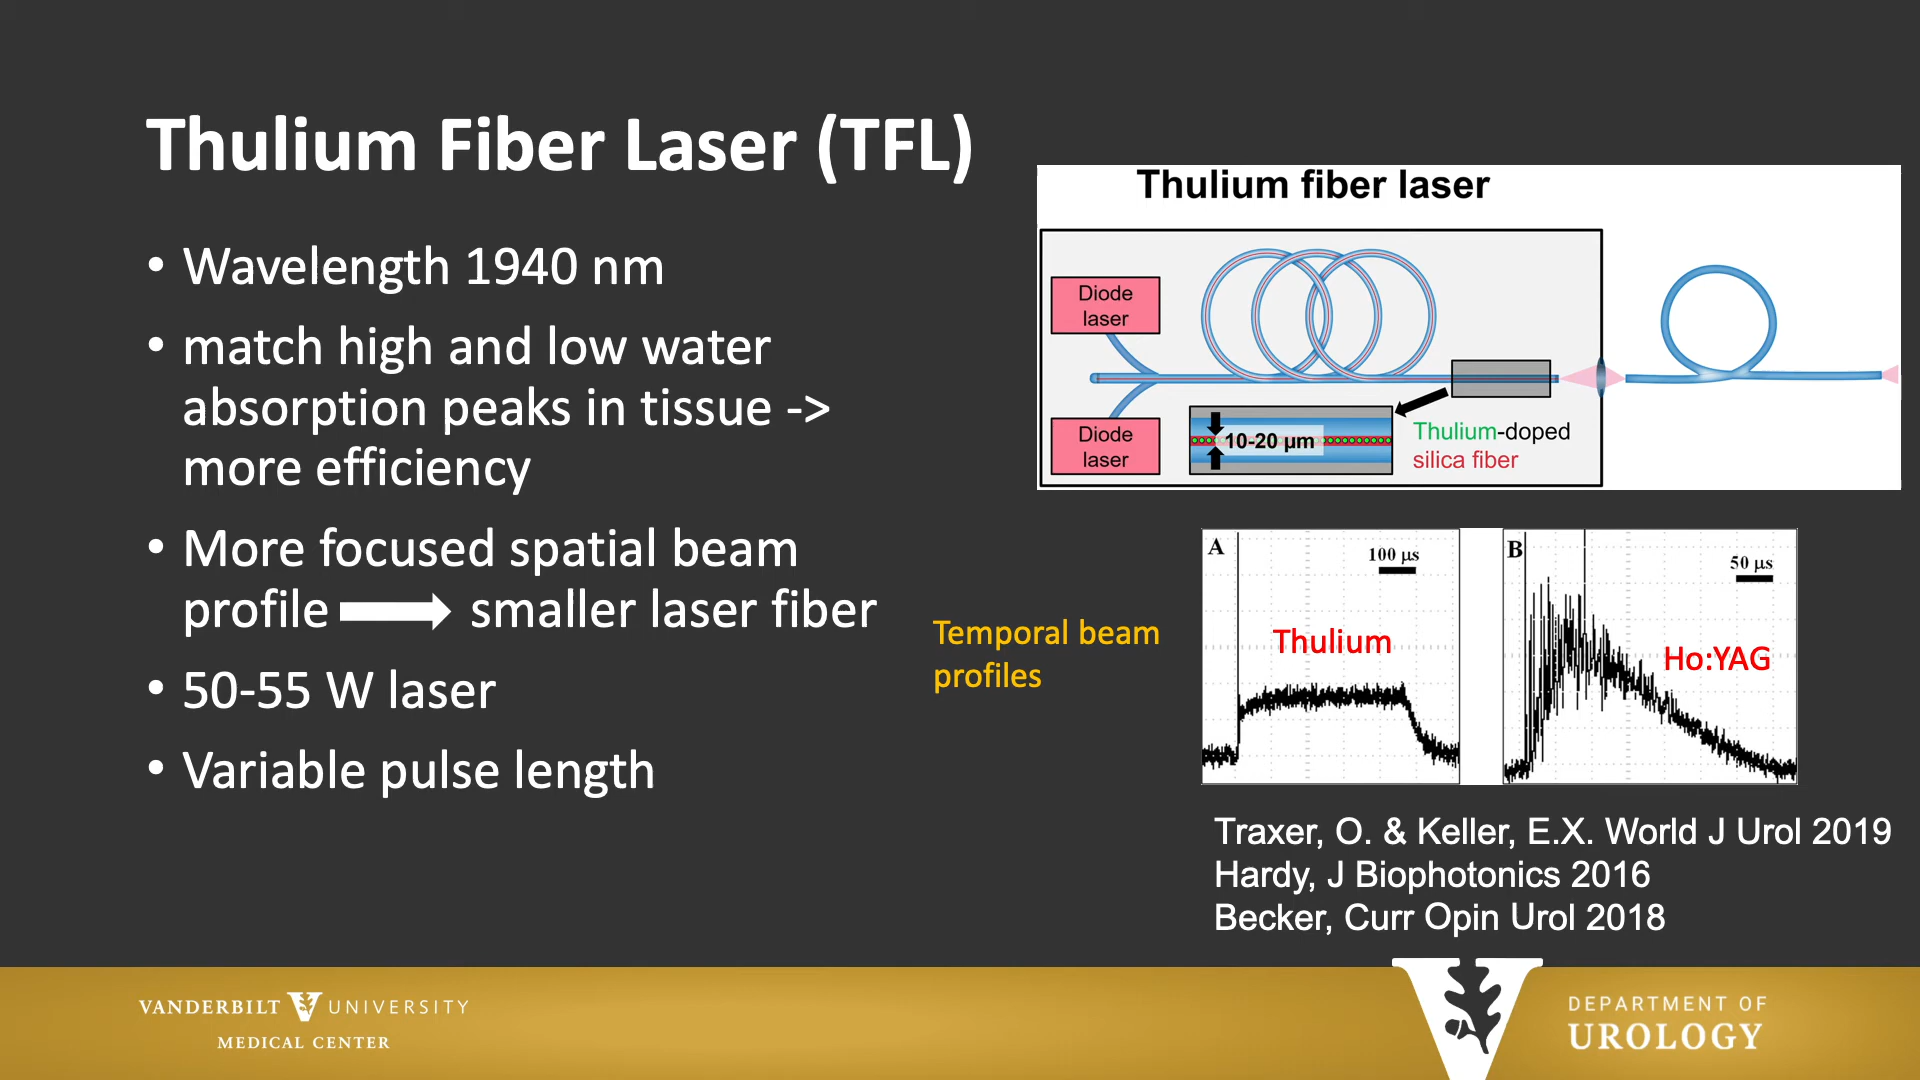 Thulium Fiber Laser (TFL)
• Wavelength 1940 nm
• match high and low water
absorption peaks in tissue ->
more efficiency
• More focused spatial beam
profile smaller laser fiber
• 50-55 W laser
• Variable pulse length
Thulium fiber laser
Diode
laser
Diode
laser
10-20 µm
Thulium-doped
silica fiber
Temporal beam
profiles
A
100 µs
Thulium
B
50 µs
Ho:YAG
Traxer, O. & Keller, E.X. World J Urol 2019
Hardy, J Biophotonics 2016
Becker, Curr Opin Urol 2018
VANDERBILT V UNIVERSITY
MEDICAL CENTER
DEPARTMENT OF
UROLOGY